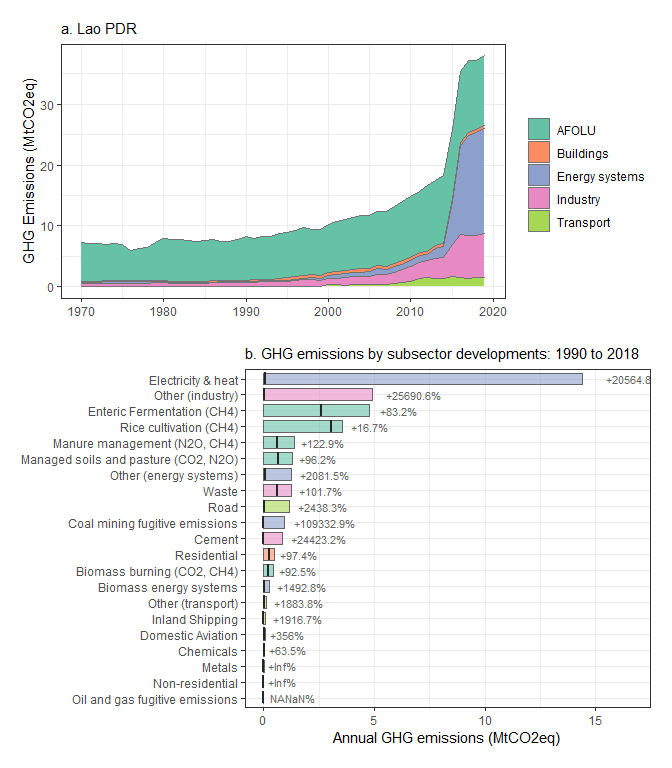 a. Lao PDR
GHG Emissions (MtCO2eq)
30
20
10
0
1970
1980
1990
2000
2010
2020
AFOLU
Buildings
Energy systems
Industry
Transport
b. GHG emissions by subsector developments: 1990 to 2018
Electricity & heat +20564.8
Other (industry) +25690.6%
Enteric Fermentation (CH4) +83.2%
Rice cultivation (CH4) +16.7%
Manure management (N2O, CH4) +122.9%
Managed soils and pasture (CO2, N2O) +96.2%
Other (energy systems) +2081.5%
Waste +101.7%
Road +2438.3%
Coal mining fugitive emissions +109332.9%
Cement +24423.2%
Residential +97.4%
Biomass burning (CO2, CH4) +92.5%
Biomass energy systems +1492.8%
Other (transport) +1883.8%
Inland Shipping +1916.7%
Domestic Aviation +356%
Chemicals +63.5%
Metals +Inf%
Non-residential +Inf%
Oil and gas fugitive emissions NANaN%
0
5
10
15
Annual GHG emissions (MtCO2eq)